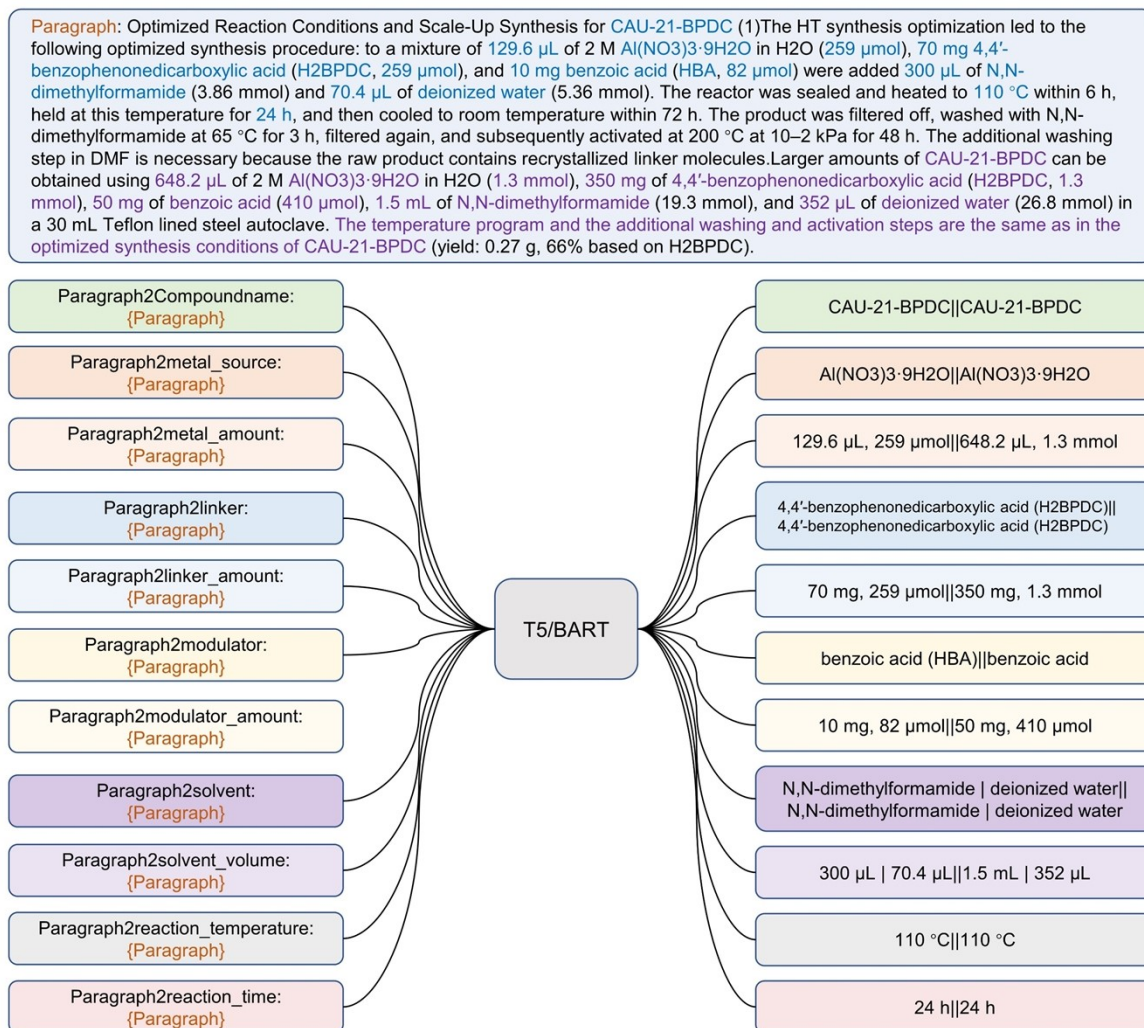 Paragraph: Optimized Reaction Conditions and Scale-Up Synthesis for CAU-21-BPDC (1)The HT synthesis optimization led to the
following optimized synthesis procedure: to a mixture of 129.6 µL of 2 M Al(NO3)3·9H2O in H2O (259 µmol), 70 mg 4,4′-
benzophenonedicarboxylic acid (H2BPDC, 259 µmol), and 10 mg benzoic acid (HBA, 82 µmol) were added 300 µL of N,N-
dimethylformamide (3.86 mmol) and 70.4 µL of deionized water (5.36 mmol). The reactor was sealed and heated to 110 °C within 6 h,
held at this temperature for 24 h, and then cooled to room temperature within 72 h. The product was filtered off, washed with N,N-
dimethylformamide at 65 °C for 3 h, filtered again, and subsequently activated at 200 °C at 10–2 kPa for 48 h. The additional washing
step in DMF is necessary because the raw product contains recrystallized linker molecules.Larger amounts of CAU-21-BPDC can be
obtained using 648.2 µL of 2 M Al(NO3)3·9H2O in H2O (1.3 mmol), 350 mg of 4,4′-benzophenonedicarboxylic acid (H2BPDC, 1.3
mmol), 50 mg of benzoic acid (410 µmol), 1.5 mL of N,N-dimethylformamide (19.3 mmol), and 352 µL of deionized water (26.8 mmol) in
a 30 mL Teflon lined steel autoclave. The temperature program and the additional washing and activation steps are the same as in the
optimized synthesis conditions of CAU-21-BPDC (yield: 0.27 g, 66% based on H2BPDC).
Paragraph2Compoundname:
{Paragraph}
Paragraph2metal_source:
{Paragraph}
Paragraph2metal_amount:
{Paragraph}
Paragraph2linker:
{Paragraph}
Paragraph2linker_amount:
{Paragraph}
Paragraph2modulator:
{Paragraph}
Paragraph2modulator_amount:
{Paragraph}
Paragraph2solvent:
{Paragraph}
Paragraph2solvent_volume:
{Paragraph}
Paragraph2reaction_temperature:
{Paragraph}
Paragraph2reaction_time:
{Paragraph}
T5/BART
CAU-21-BPDC||CAU-21-BPDC
Al(NO3)3·9H2O||Al(NO3)3·9H2O
129.6 µL, 259 µmol||648.2 µL, 1.3 mmol
4,4′-benzophenonedicarboxylic acid (H2BPDC)||
4,4′-benzophenonedicarboxylic acid (H2BPDC)
70 mg, 259 µmol||350 mg, 1.3 mmol
benzoic acid (HBA)||benzoic acid
10 mg, 82 µmol||50 mg, 410 µmol
N,N-dimethylformamide | deionized water||
N,N-dimethylformamide | deionized water
300 µL | 70.4 µL||1.5 mL | 352 µL
110 °C||110 °C
24 h||24 h